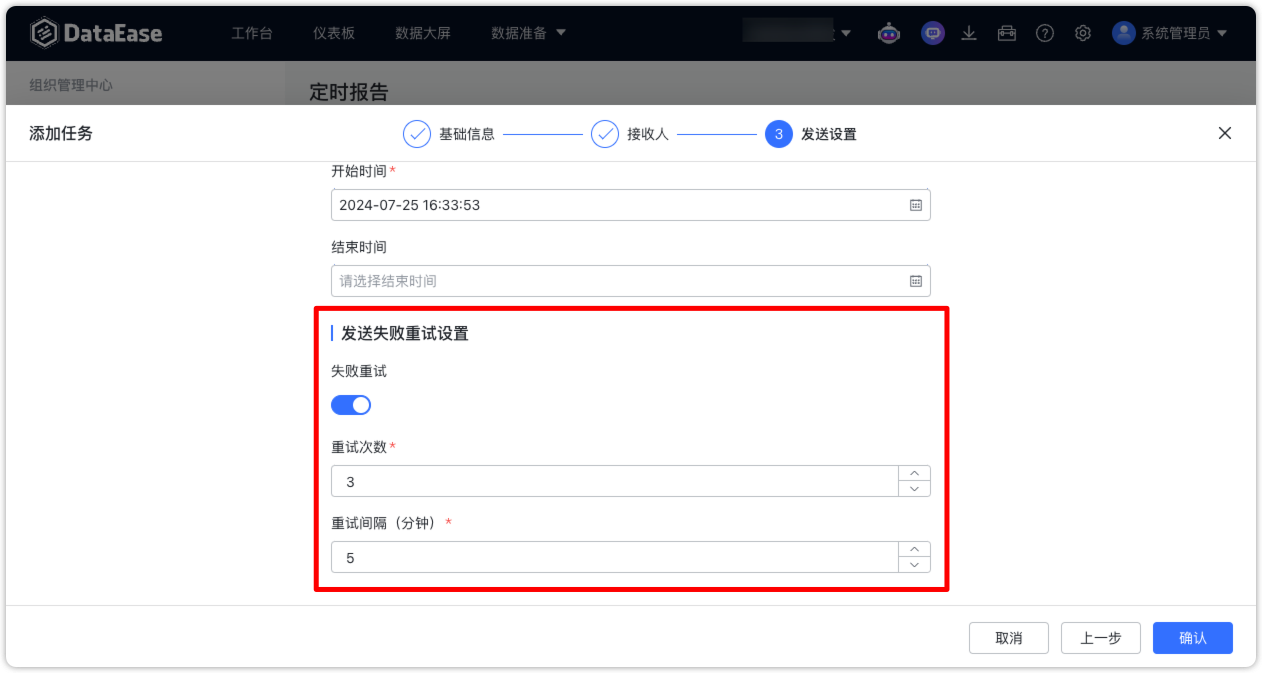 DataEase 工作台 仪表板 数据大屏 数据准备 系统管理员
组织管理中心
定时报告
添加任务 基础信息 接收人 3 发送设置
开始时间*
2024-07-25 16:33:53
结束时间
请选择结束时间
发送失败重试设置
失败重试
重试次数*
3
重试间隔（分钟） *
5
取消 上一步 确认